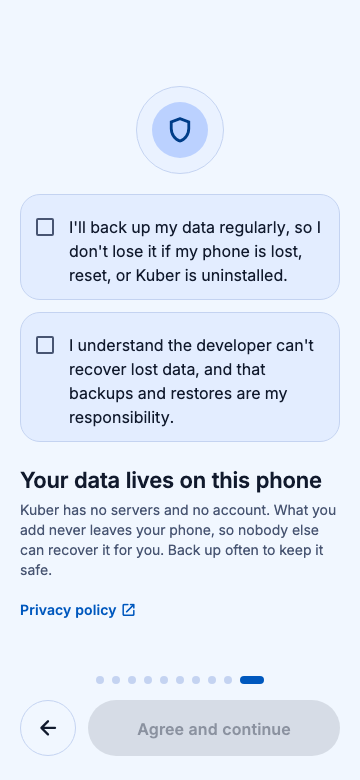 I'll back up my data regularly, so I
don't lose it if my phone is lost,
reset, or Kuber is uninstalled.
I understand the developer can't
recover lost data, and that
backups and restores are my
responsibility.
Your data lives on this phone
Kuber has no servers and no account. What you
add never leaves your phone, so nobody else
can recover it for you. Back up often to keep it
safe.
Privacy policy
Agree and continue